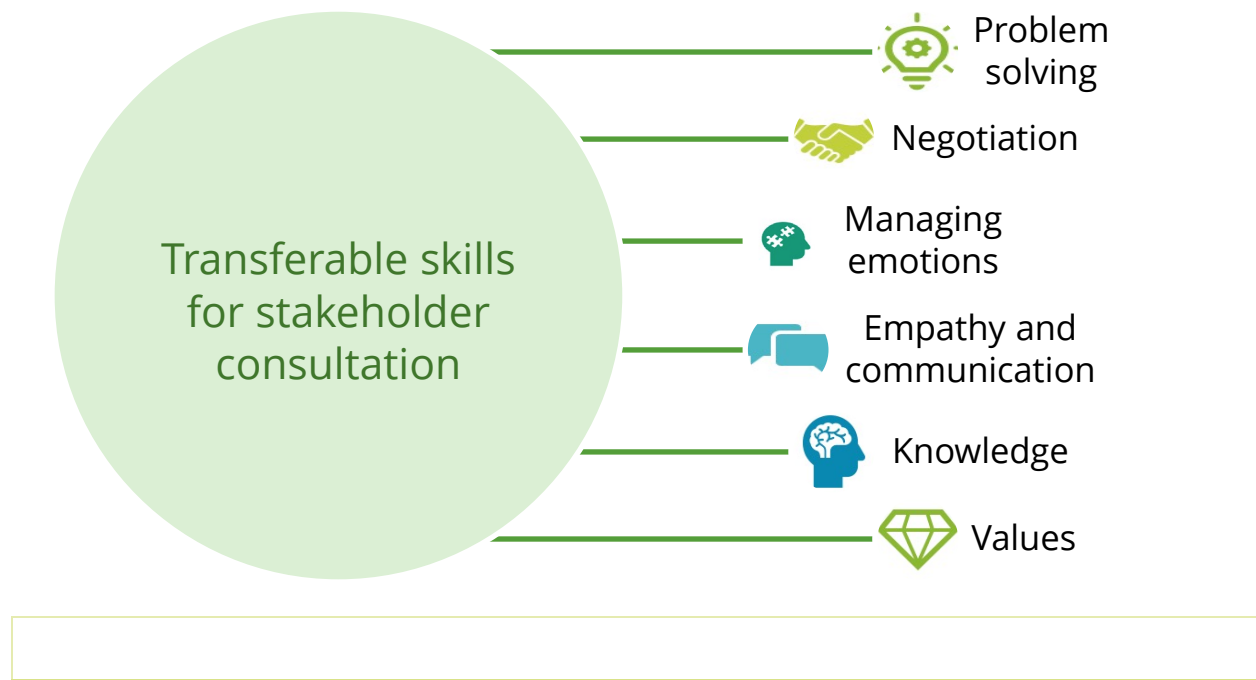 Problem
solving
Negotiation
Managing
emotions
Transferable skills
for stakeholder
consultation
Empathy and
communication
Knowledge
Values